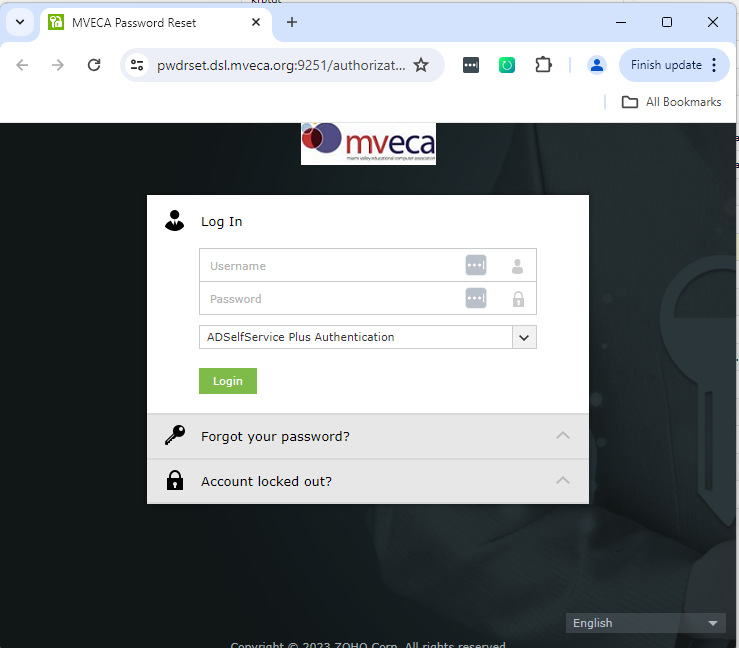 MVECA Password Reset
pwdrset.dsl.mveca.org:9251/authorizat...
Finish update
All Bookmarks
mveca
miami valley educational computer association
Log In
Username
Password
ADSelfService Plus Authentication
Login
Forgot your password?
Account locked out?
English
Copyright © 2023 ZOHO Corp. All rights reserved